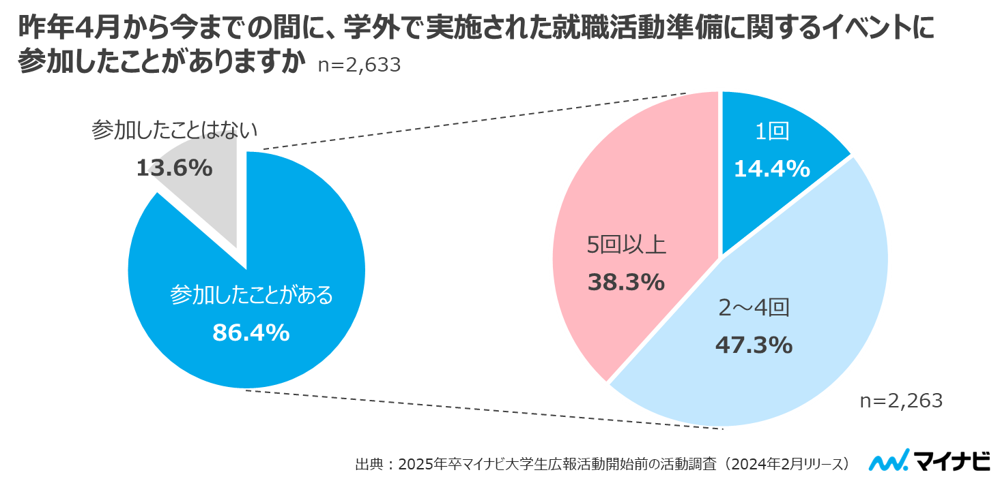 昨年4月から今までの間に、学外で実施された就職活動準備に関するイベントに
参加したことがありますか n=2,633
参加したことはない
13.6%
参加したことがある
86.4%
1回
14.4%
5回以上
38.3%
2～4回
47.3%
n=2,263
出典：2025年卒マイナビ大学生広報活動開始前の活動調査（2024年2月リリース）
マイナビ